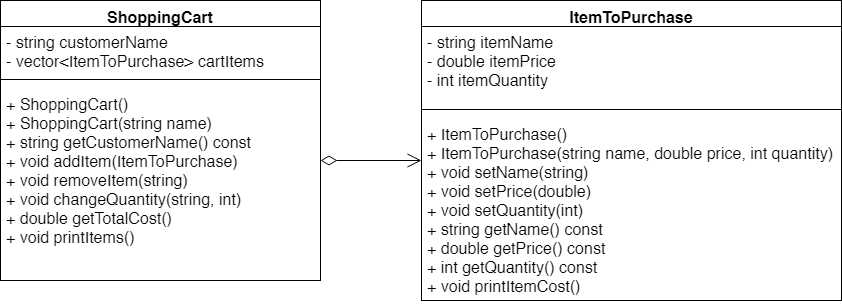 ShoppingCart
- string customerName
- vector<ItemToPurchase> cartItems
+ ShoppingCart()
+ ShoppingCart(string name)
+ string getCustomerName() const
+ void addItem(ItemToPurchase)
+ void removeItem(string)
+ void changeQuantity(string, int)
+ double getTotalCost()
+ void printItems()
ItemToPurchase
- string itemName
- double itemPrice
- int itemQuantity
+ ItemToPurchase()
+ ItemToPurchase(string name, double price, int quantity)
+ void setName(string)
+ void setPrice(double)
+ void setQuantity(int)
+ string getName() const
+ double getPrice() const
+ int getQuantity() const
+ void printItemCost()